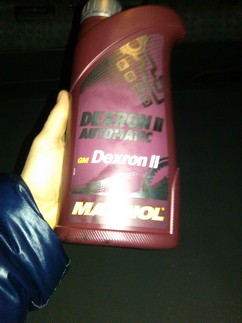 DEXRON II
AUTOMATIC
GM Dexron II
MANNOL